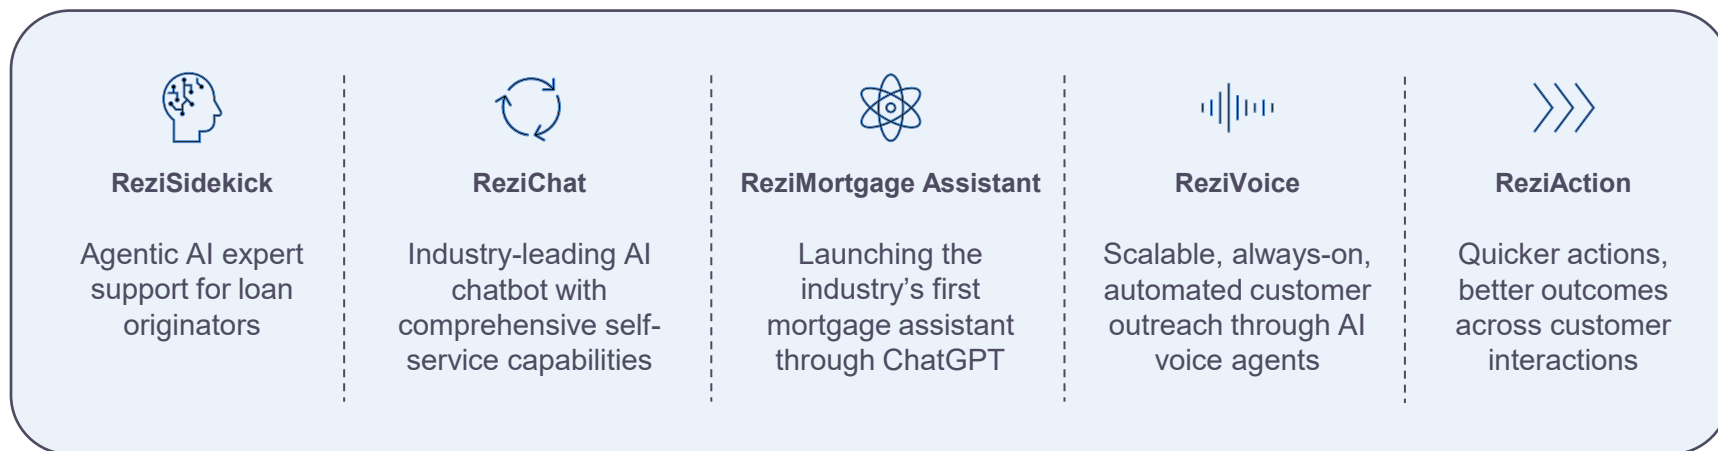 ReziSidekick
Agentic AI expert
support for loan
originators
ReziChat
Industry-leading AI
chatbot with
comprehensive self-
service capabilities
ReziMortgage Assistant
Launching the
industry’s first
mortgage assistant
through ChatGPT
ReziVoice
Scalable, always-on,
automated customer
outreach through AI
voice agents
ReziAction
Quicker actions,
better outcomes
across customer
interactions